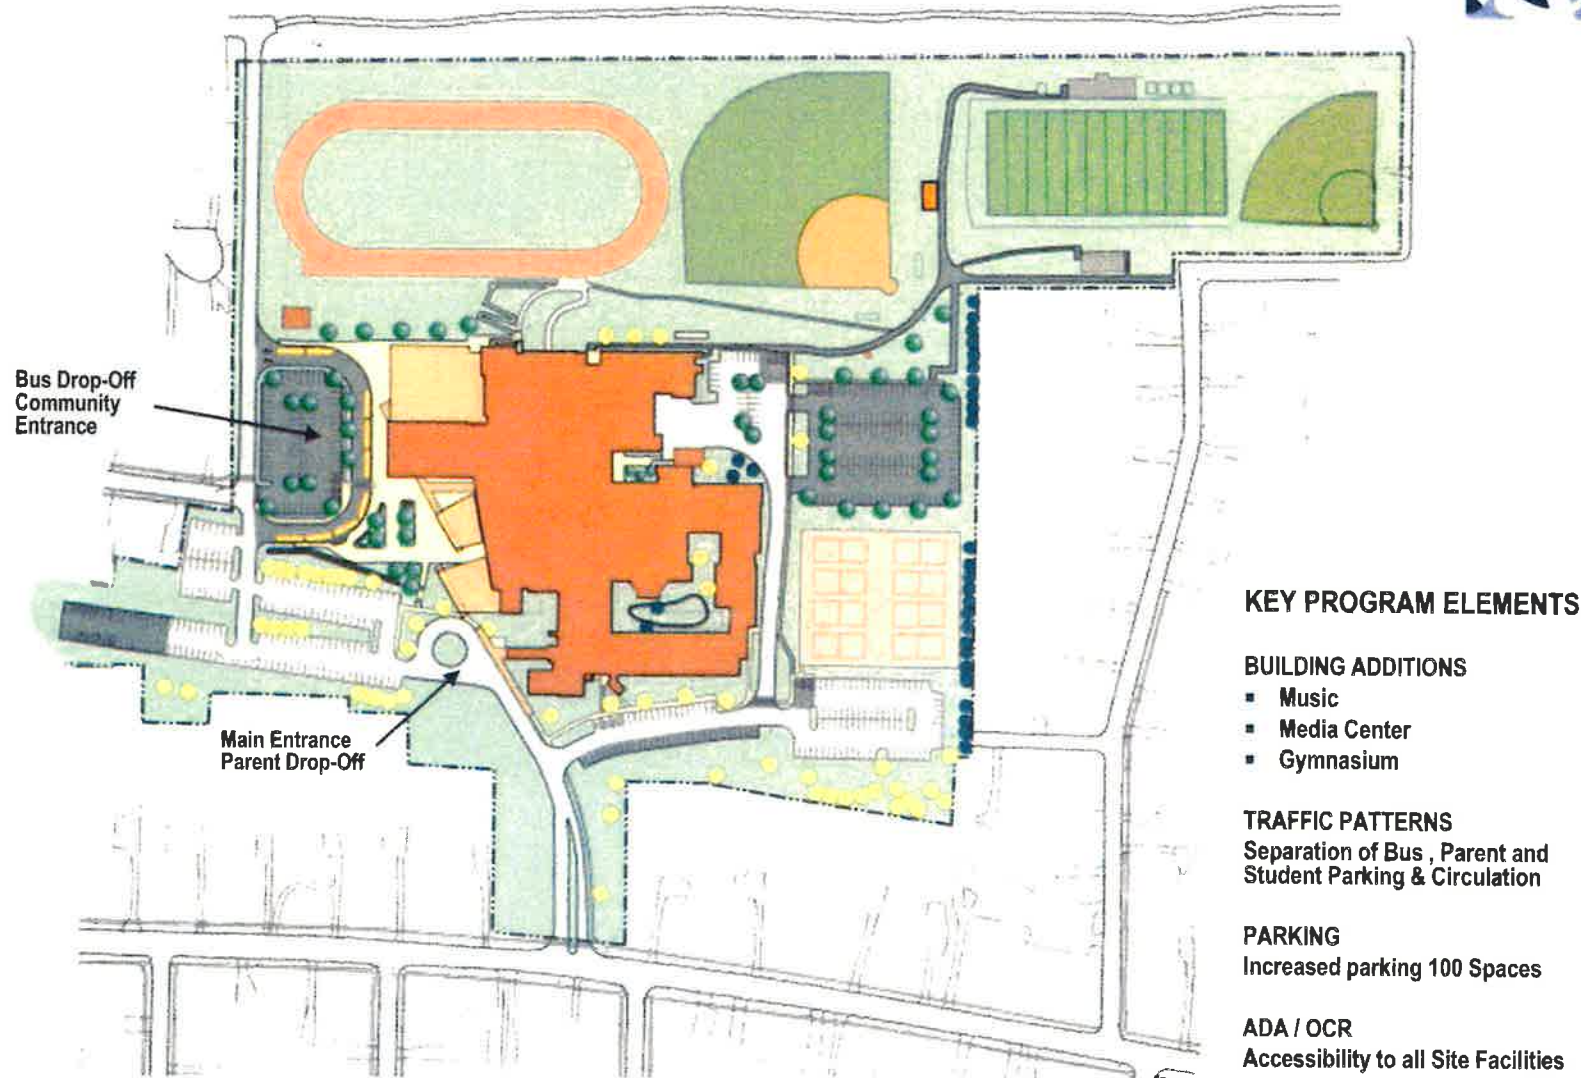 Bus Drop-Off
Community
Entrance
Main Entrance
Parent Drop-Off
KEY PROGRAM ELEMENTS
BUILDING ADDITIONS
▪ Music
▪ Media Center
▪ Gymnasium
TRAFFIC PATTERNS
Separation of Bus , Parent and
Student Parking & Circulation
PARKING
Increased parking 100 Spaces
ADA / OCR
Accessibility to all Site Facilities